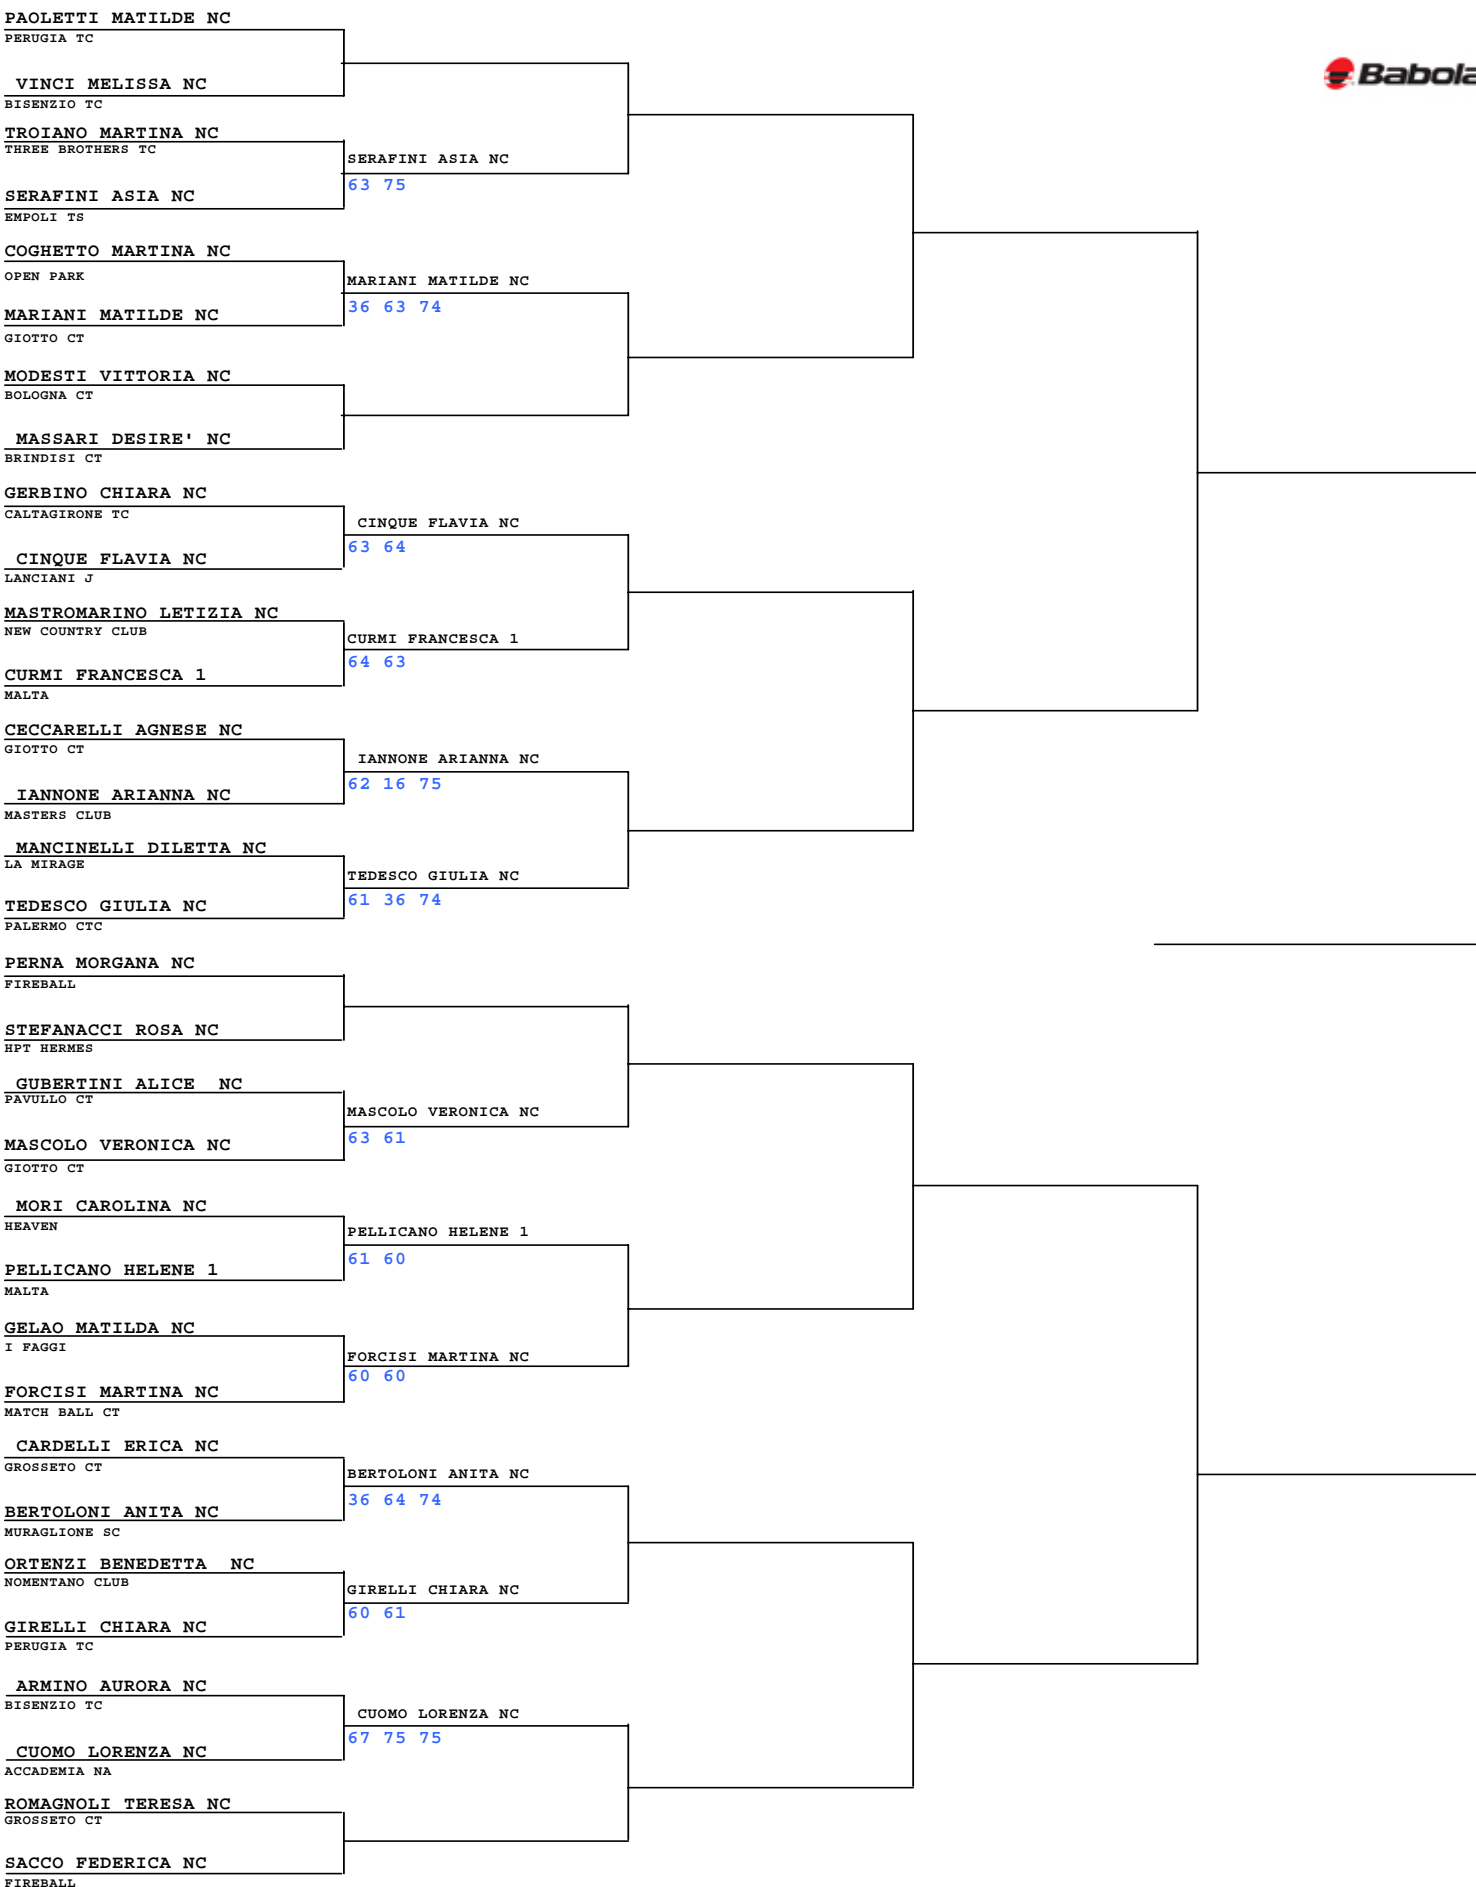 PAOLETTI MATILDE NC
PERUGIA TC
Babola
VINCI MELISSA NC
BISENZIO TC
TROIANO MARTINA NC
THREE BROTHERS TC
SERAFINI ASIA NC
63 75
SERAFINI ASIA NC
EMPOLI TS
COGHETTO MARTINA NC
OPEN PARK
MARIANI MATILDE NC
36 63 74
MARIANI MATILDE NC
GIOTTO CT
MODESTI VITTORIA NC
BOLOGNA CT
MASSARI DESIRE' NC
BRINDISI CT
GERBINO CHIARA NC
CALTAGIRONE TC
CINQUE FLAVIA NC
63 64
CINQUE FLAVIA NC
LANCIANI J
MASTROMARINO LETIZIA NC
NEW COUNTRY CLUB
CURMI FRANCESCA 1
64 63
CURMI FRANCESCA 1
MALTA
CECCARELLI AGNESE NC
GIOTTO CT
IANNONE ARIANNA NC
62 16 75
IANNONE ARIANNA NC
MASTERS CLUB
MANCINELLI DILETTA NC
LA MIRAGE
TEDESCO GIULIA NC
61 36 74
TEDESCO GIULIA NC
PALERMO CTC
PERNA MORGANA NC
FIREBALL
STEFANACCI ROSA NC
HPT HERMES
GUBERTINI ALICE  NC
PAVULLO CT
MASCOLO VERONICA NC
63 61
MASCOLO VERONICA NC
GIOTTO CT
MORI CAROLINA NC
HEAVEN
PELLICANO HELENE 1
61 60
PELLICANO HELENE 1
MALTA
GELAO MATILDA NC
I FAGGI
FORCISI MARTINA NC
60 60
FORCISI MARTINA NC
MATCH BALL CT
CARDELLI ERICA NC
GROSSETO CT
BERTOLONI ANITA NC
36 64 74
BERTOLONI ANITA NC
MURAGLIONE SC
ORTENZI BENEDETTA  NC
NOMENTANO CLUB
GIRELLI CHIARA NC
60 61
GIRELLI CHIARA NC
PERUGIA TC
ARMINO AURORA NC
BISENZIO TC
CUOMO LORENZA NC
67 75 75
CUOMO LORENZA NC
ACCADEMIA NA
ROMAGNOLI TERESA NC
GROSSETO CT
SACCO FEDERICA NC
FIREBALL